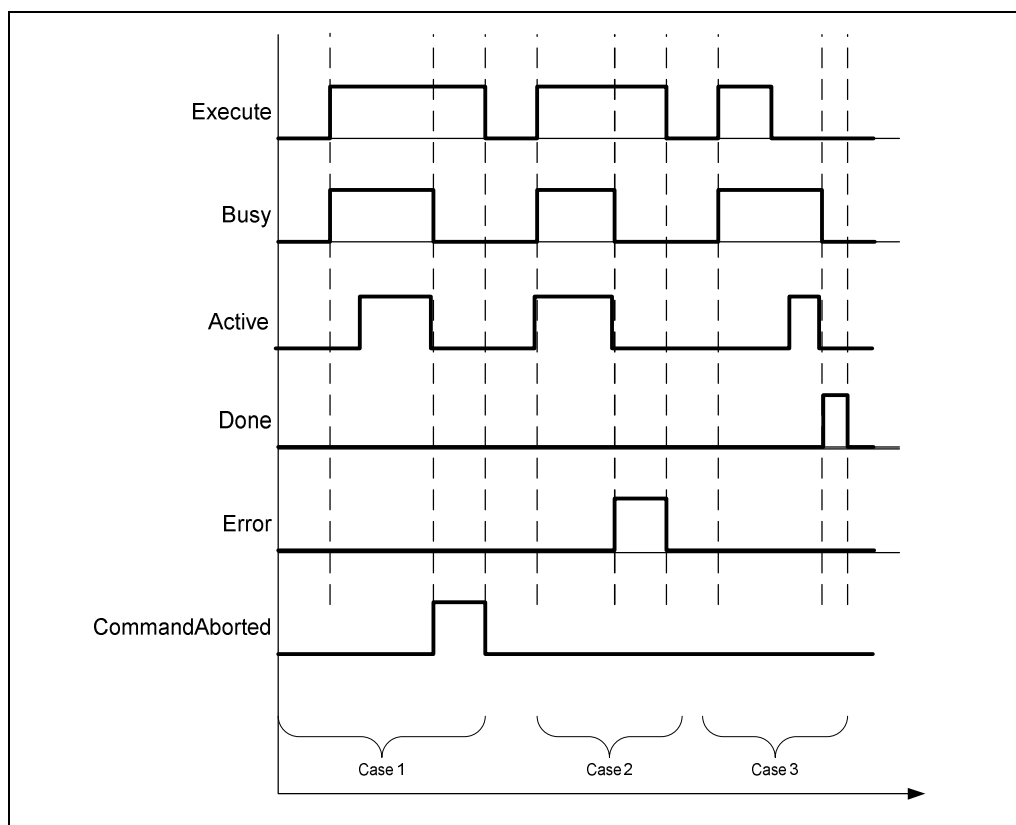 Execute
Busy
Active
Done
Error
CommandAborted
Case 1
Case 2
Case 3